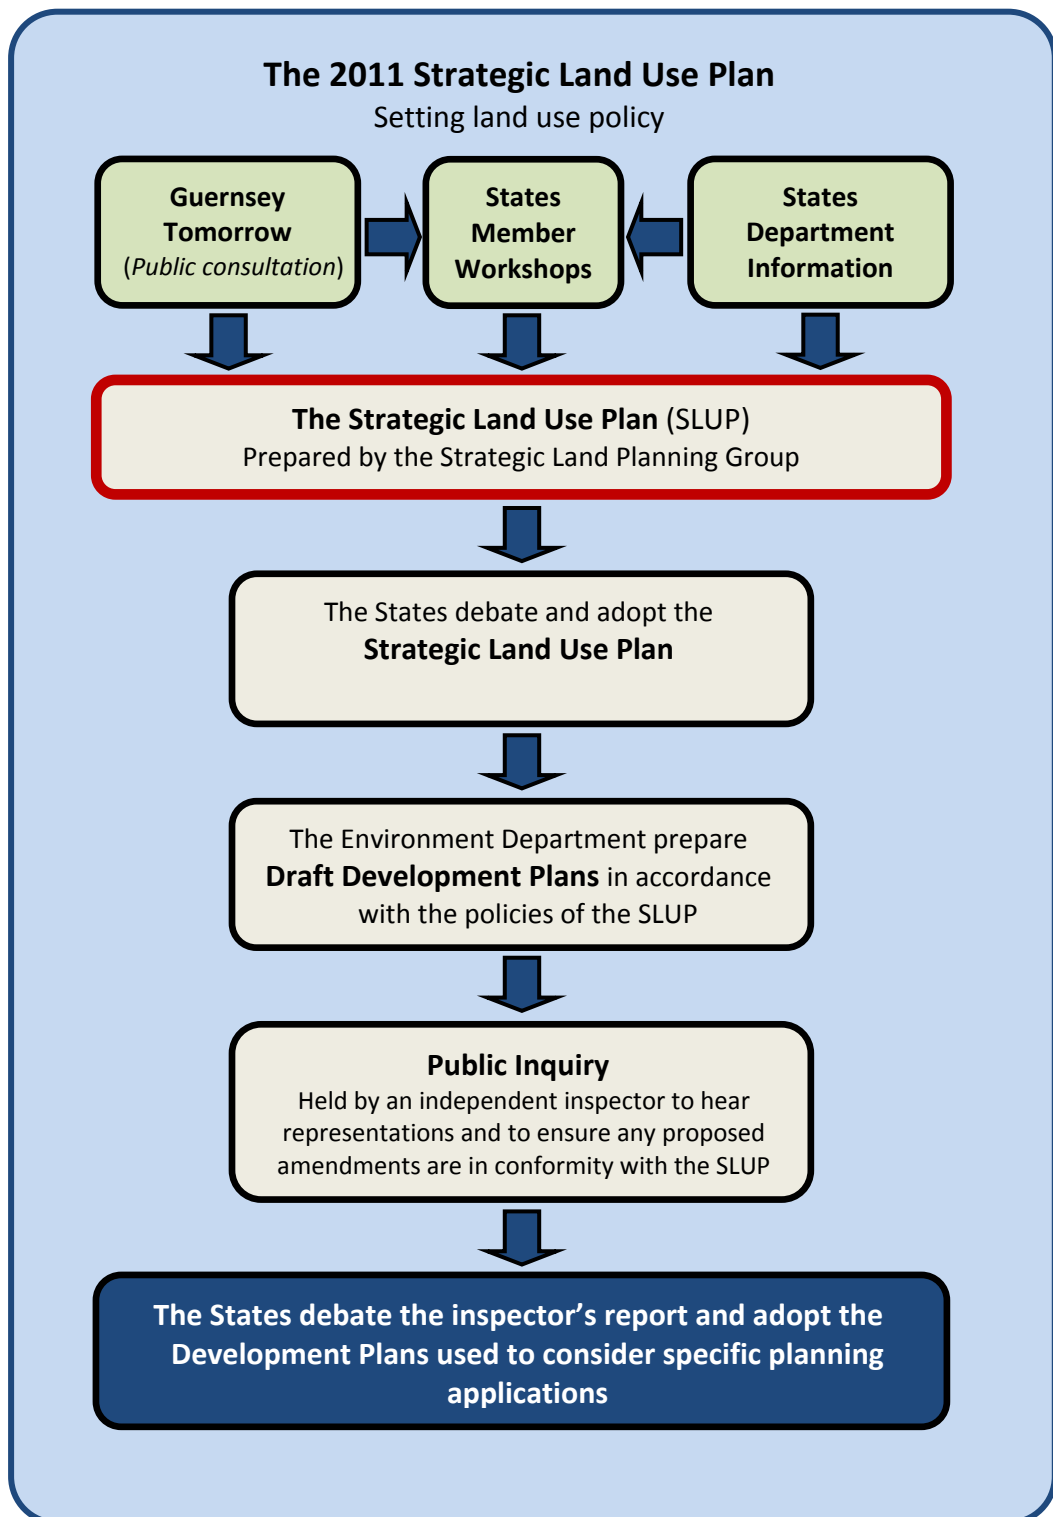 The 2011 Strategic Land Use Plan
Setting land use policy
Guernsey
Tomorrow
(Public consultation)
States
Member
Workshops
States
Department
Information
The Strategic Land Use Plan (SLUP)
Prepared by the Strategic Land Planning Group
The States debate and adopt the
Strategic Land Use Plan
The Environment Department prepare
Draft Development Plans in accordance
with the policies of the SLUP
Public Inquiry
Held by an independent inspector to hear
representations and to ensure any proposed
amendments are in conformity with the SLUP
The States debate the inspector’s report and adopt the
Development Plans used to consider specific planning
applications